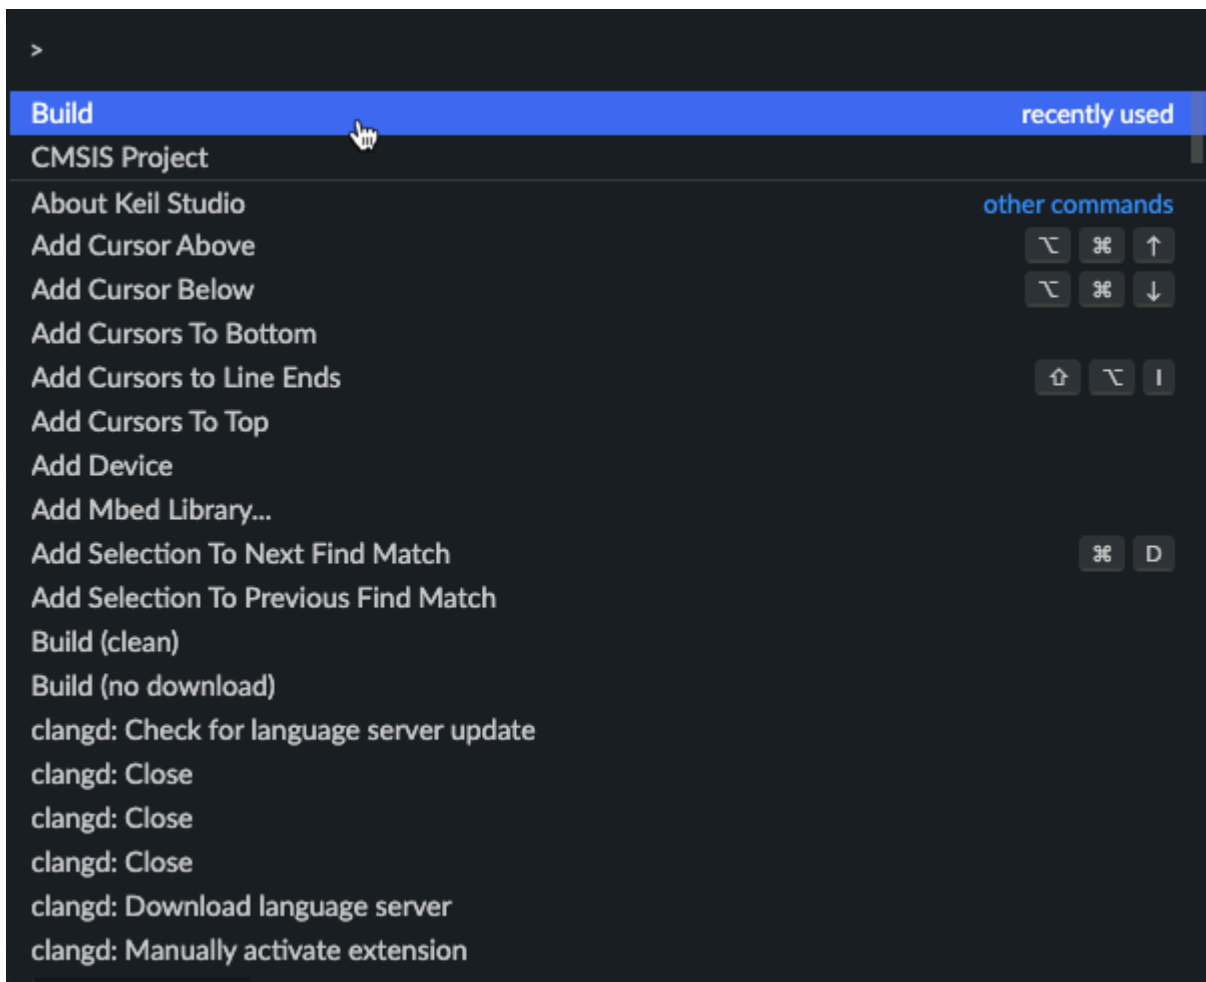 >
Build recently used
CMSIS Project
About Keil Studio other commands
Add Cursor Above ⌥ ⌘ ↑
Add Cursor Below ⌥ ⌘ ↓
Add Cursors To Bottom
Add Cursors to Line Ends ⇧ ⌥ I
Add Cursors To Top
Add Device
Add Mbed Library...
Add Selection To Next Find Match ⌘ D
Add Selection To Previous Find Match
Build (clean)
Build (no download)
clangd: Check for language server update
clangd: Close
clangd: Close
clangd: Close
clangd: Download language server
clangd: Manually activate extension